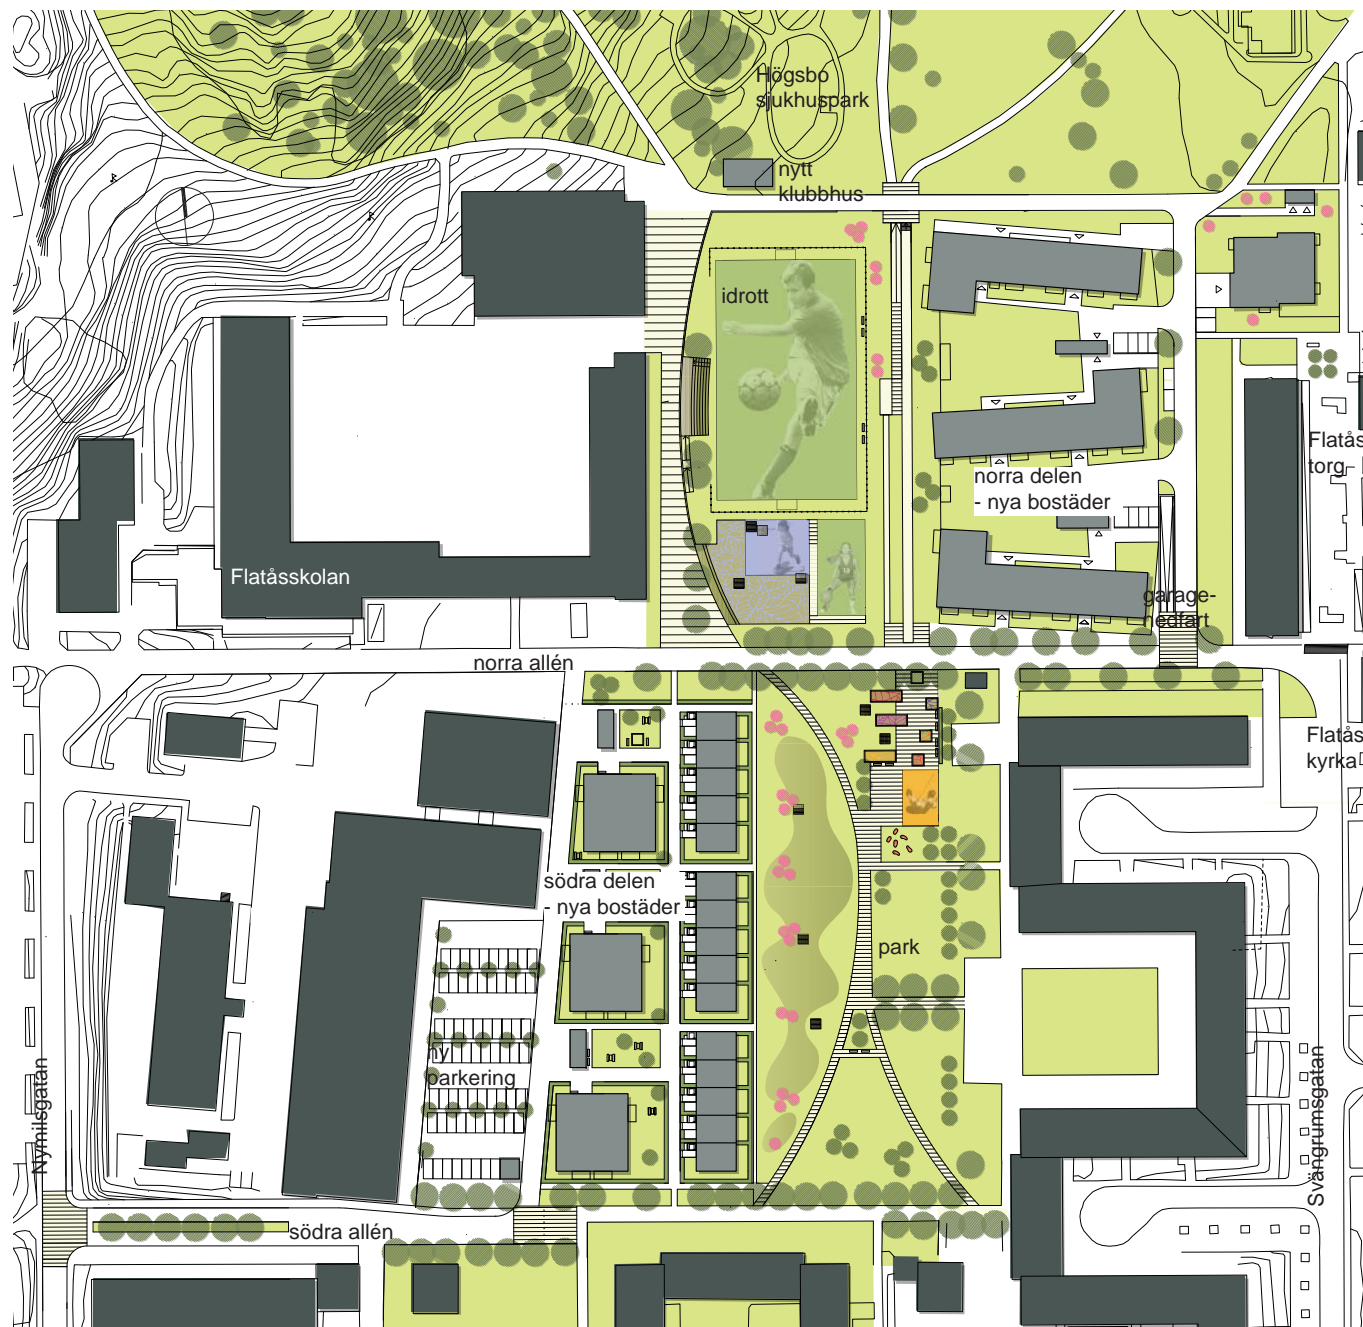 Högsbo
sjukhuspark
nytt
klubbhus
idrott
Flatås
torg
norra delen
- nya bostäder
Flatåsskolan
garage-
nedfart
norra allén
Flatås
kyrka
södra delen
- nya bostäder
park
ny
parkering
Nymilsgatan
Svängrumsgatan
södra allén